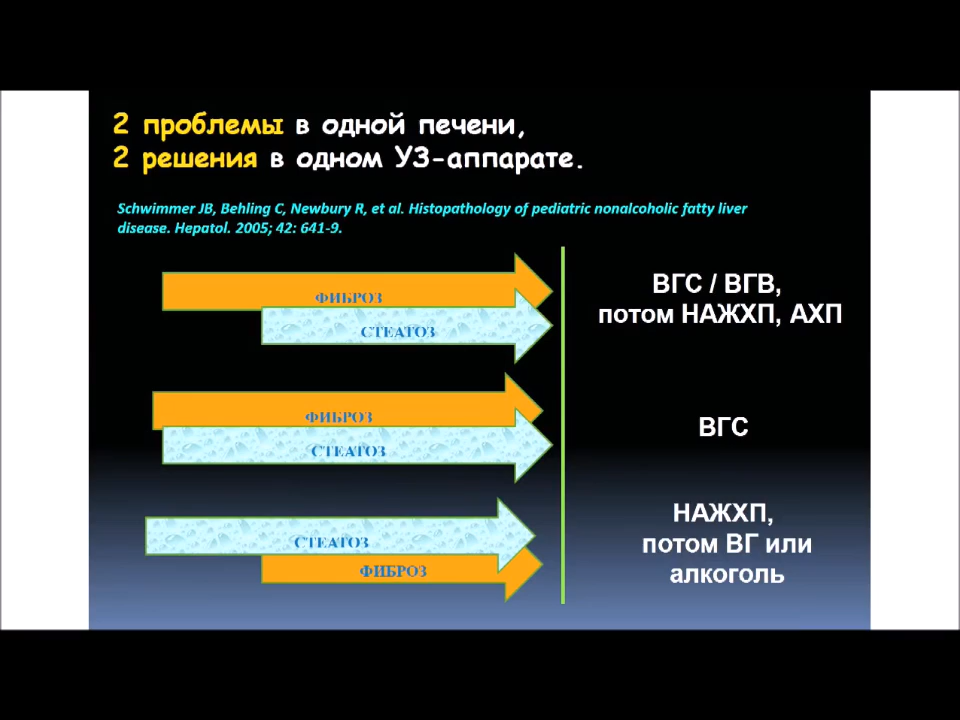 2 проблемы в одной печени,
2 решения в одном УЗ-аппарате.
Schwimmer JB, Behling C, Newbury R, et al. Histopathology of pediatric nonalcoholic fatty liver
disease. Hepatol. 2005; 42: 641-9.
ФИБРОЗ
СТЕАТОЗ
ВГС / ВГВ,
потом НАЖХП, АХП
ФИБРОЗ
СТЕАТОЗ
ВГС
СТЕАТОЗ
ФИБРОЗ
НАЖХП,
потом ВГ или
алкоголь